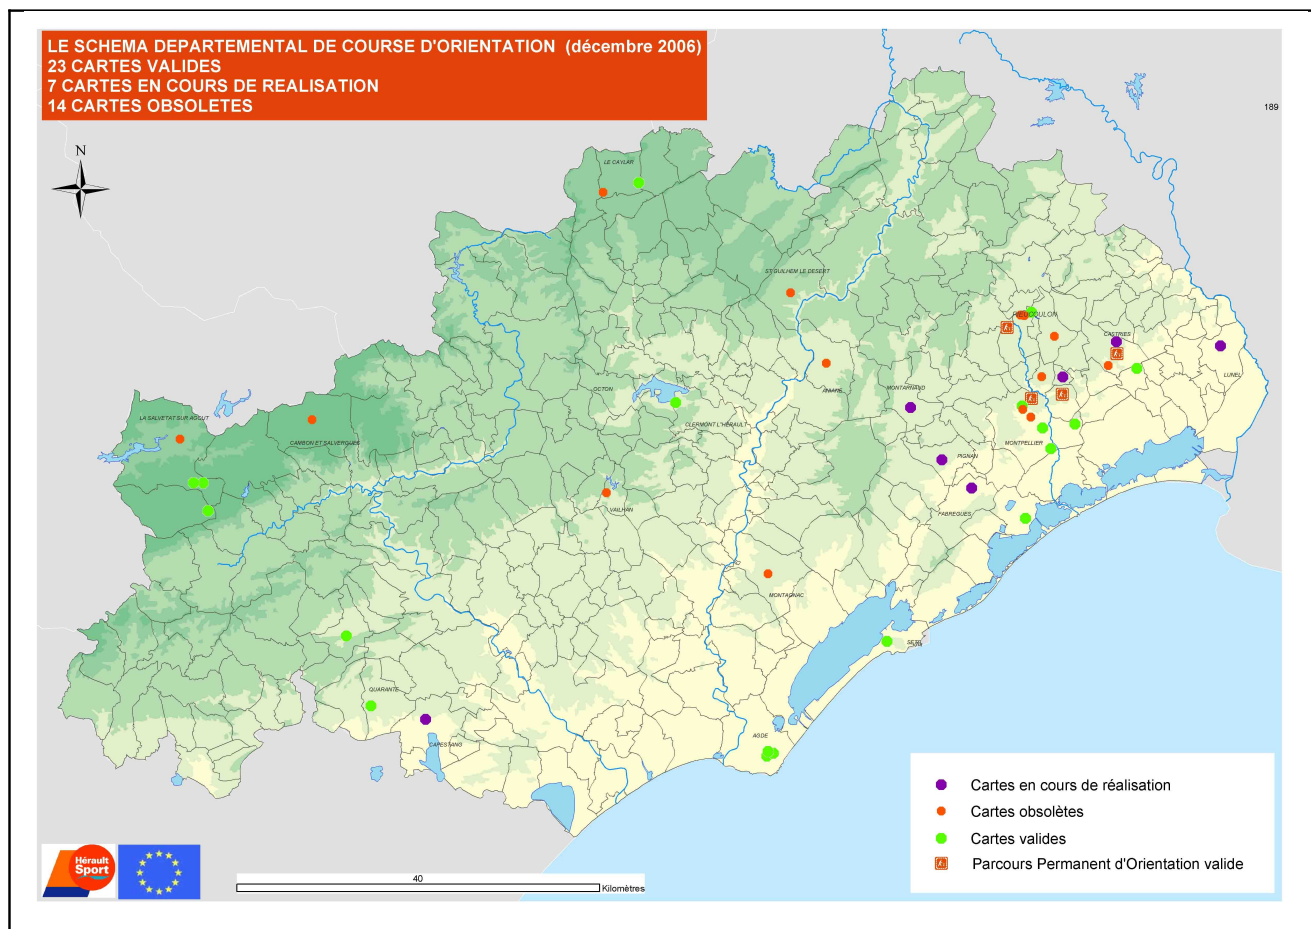 LE SCHEMA DEPARTEMENTAL DE COURSE D'ORIENTATION (décembre 2006)
23 CARTES VALIDES
7 CARTES EN COURS DE REALISATION
14 CARTES OBSOLETES
189
N
LE CAYLAR
ST GUILHEM LE DESERT
CASTRIES
LUNEL
OCTON
ANIANE
MONTARNAUD
LA SALVETAT SUR AGOUT
CAMBON ET SALVERGUES
CLERMONT L'HÉRAULT
MONTPELLIER
PIGNAN
VAILHAN
FABREGUES
MONTAGNAC
SETE
QUARANTE
AGDE
CAPESTANG
Cartes en cours de réalisation
Cartes obsolètes
Cartes valides
Parcours Permanent d'Orientation valide
Hérault
Sport
40
Kilomètres